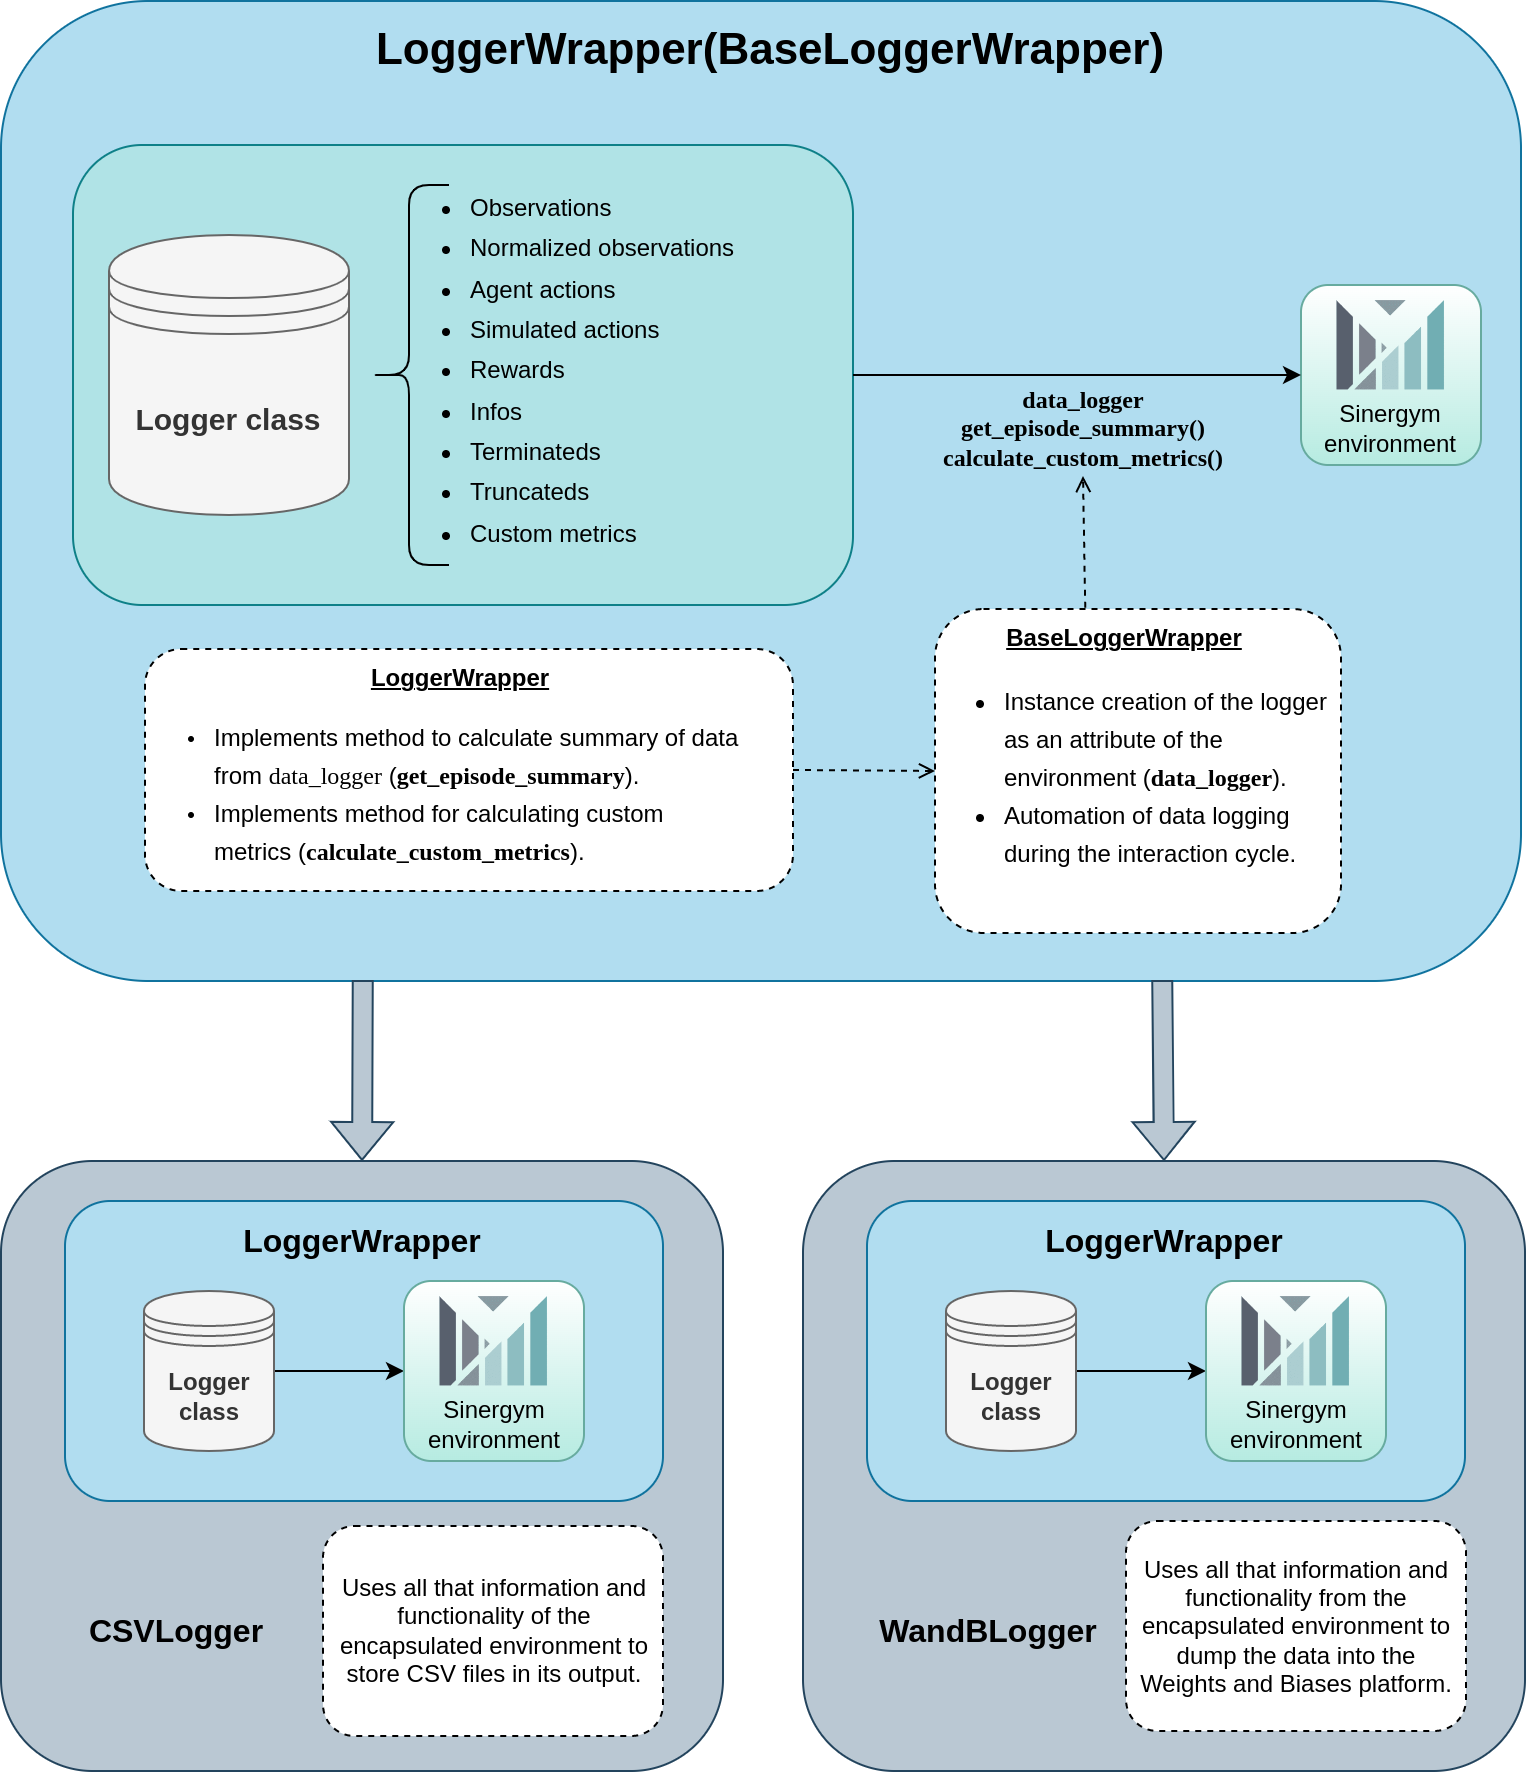 LoggerWrapper(BaseLoggerWrapper)
Logger class
• Observations
• Normalized observations
• Agent actions
• Simulated actions
• Rewards
• Infos
• Terminateds
• Truncateds
• Custom metrics
data_logger
get_episode_summary()
calculate_custom_metrics()
Sinergym
environment
LoggerWrapper
• Implements method to calculate summary of data
from data_logger (get_episode_summary).
• Implements method for calculating custom
metrics (calculate_custom_metrics).
BaseLoggerWrapper
• Instance creation of the logger
as an attribute of the
environment (data_logger).
• Automation of data logging
during the interaction cycle.
LoggerWrapper
Logger
class
Sinergym
environment
CSVLogger
Uses all that information and
functionality of the
encapsulated environment to
store CSV files in its output.
LoggerWrapper
Logger
class
Sinergym
environment
WandBLogger
Uses all that information and
functionality from the
encapsulated environment to
dump the data into the
Weights and Biases platform.